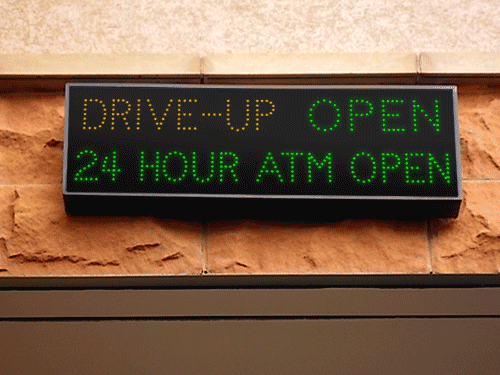 DRIVE-UP OPEN
24 HOUR ATM OPEN